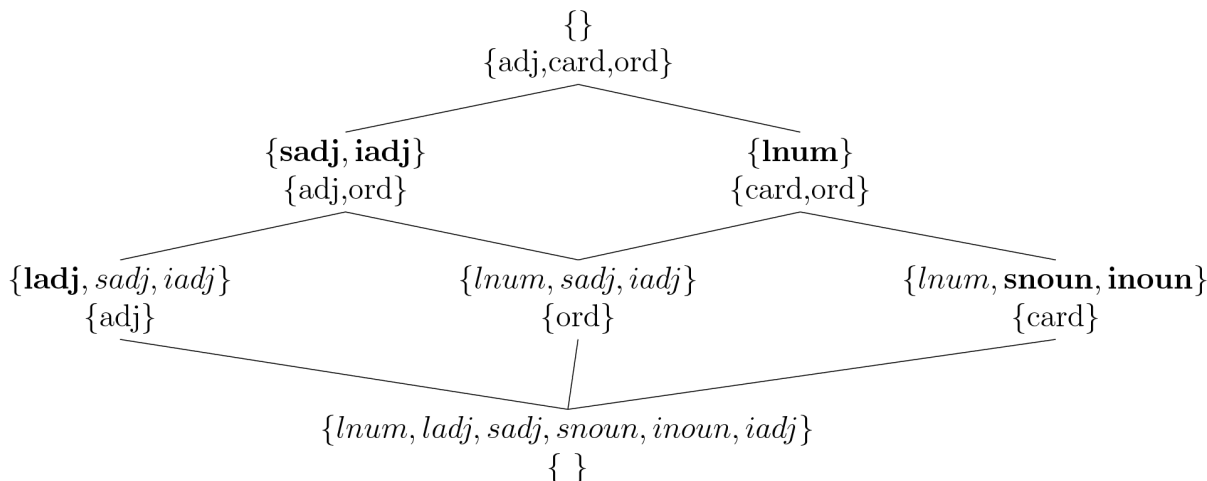 {}
{adj,card,ord}
{sadj, iadj}
{adj,ord}
{lnum}
{card,ord}
{ladj, sadj, iadj}
{adj}
{lnum, sadj, iadj}
{ord}
{lnum, snoun, inoun}
{card}
{lnum, ladj, sadj, snoun, inoun, iadj}
{ }